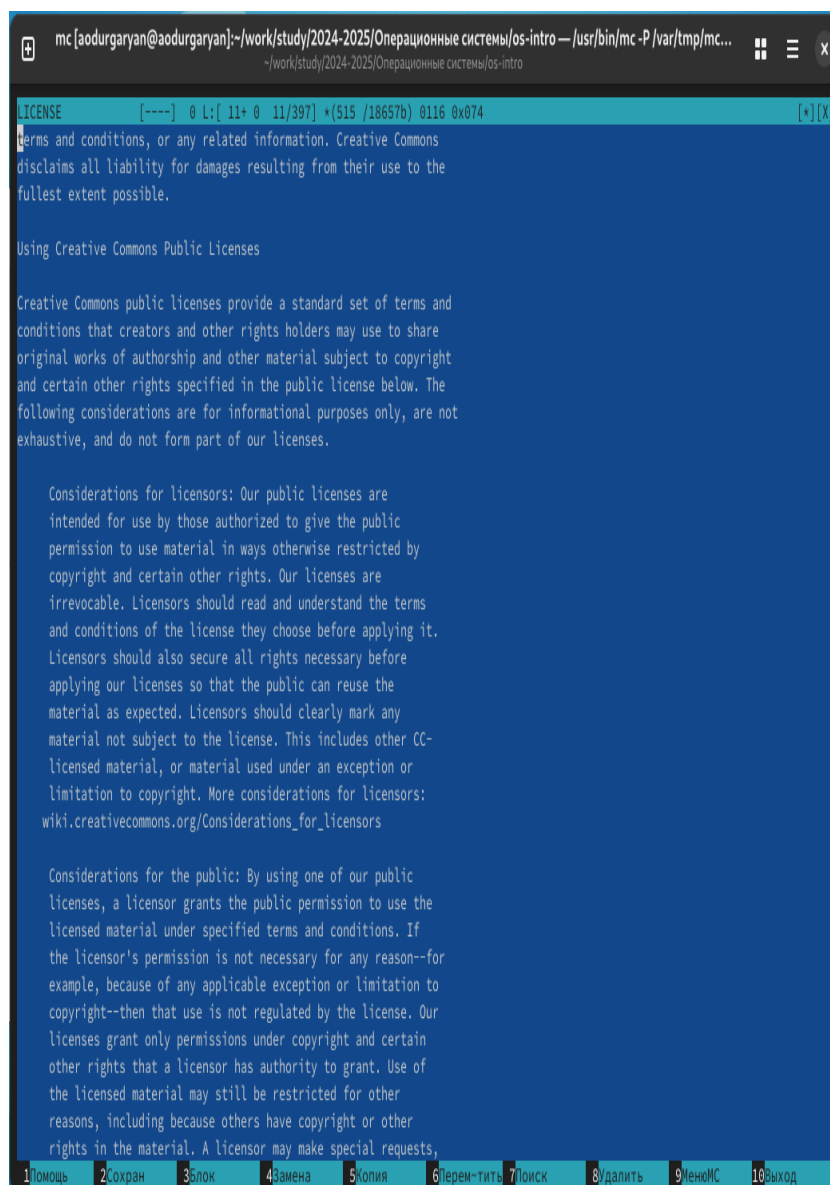 mc [aodurgaryan@aodurgaryan]:~/work/study/2024-2025/Операционные системы/os-intro — /usr/bin/mc -P /var/tmp/mc...
~/work/study/2024-2025/Операционные системы/os-intro
LICENSE [----] 0 L:[ 11+ 0 11/397] *(515 /18657b) 0116 0x074 [*][X
terms and conditions, or any related information. Creative Commons
disclaims all liability for damages resulting from their use to the
fullest extent possible.
Using Creative Commons Public Licenses
Creative Commons public licenses provide a standard set of terms and
conditions that creators and other rights holders may use to share
original works of authorship and other material subject to copyright
and certain other rights specified in the public license below. The
following considerations are for informational purposes only, are not
exhaustive, and do not form part of our licenses.
Considerations for licensors: Our public licenses are
intended for use by those authorized to give the public
permission to use material in ways otherwise restricted by
copyright and certain other rights. Our licenses are
irrevocable. Licensors should read and understand the terms
and conditions of the license they choose before applying it.
Licensors should also secure all rights necessary before
applying our licenses so that the public can reuse the
material as expected. Licensors should clearly mark any
material not subject to the license. This includes other CC-
licensed material, or material used under an exception or
limitation to copyright. More considerations for licensors:
wiki.creativecommons.org/Considerations_for_licensors
Considerations for the public: By using one of our public
licenses, a licensor grants the public permission to use the
licensed material under specified terms and conditions. If
the licensor's permission is not necessary for any reason--for
example, because of any applicable exception or limitation to
copyright--then that use is not regulated by the license. Our
licenses grant only permissions under copyright and certain
other rights that a licensor has authority to grant. Use of
the licensed material may still be restricted for other
reasons, including because others have copyright or other
rights in the material. A licensor may make special requests,
1Помощь 2Сохран 3Блок 4Замена 5Копия 6Перем~тить 7Поиск 8Удалить 9МенюMC 10Выход